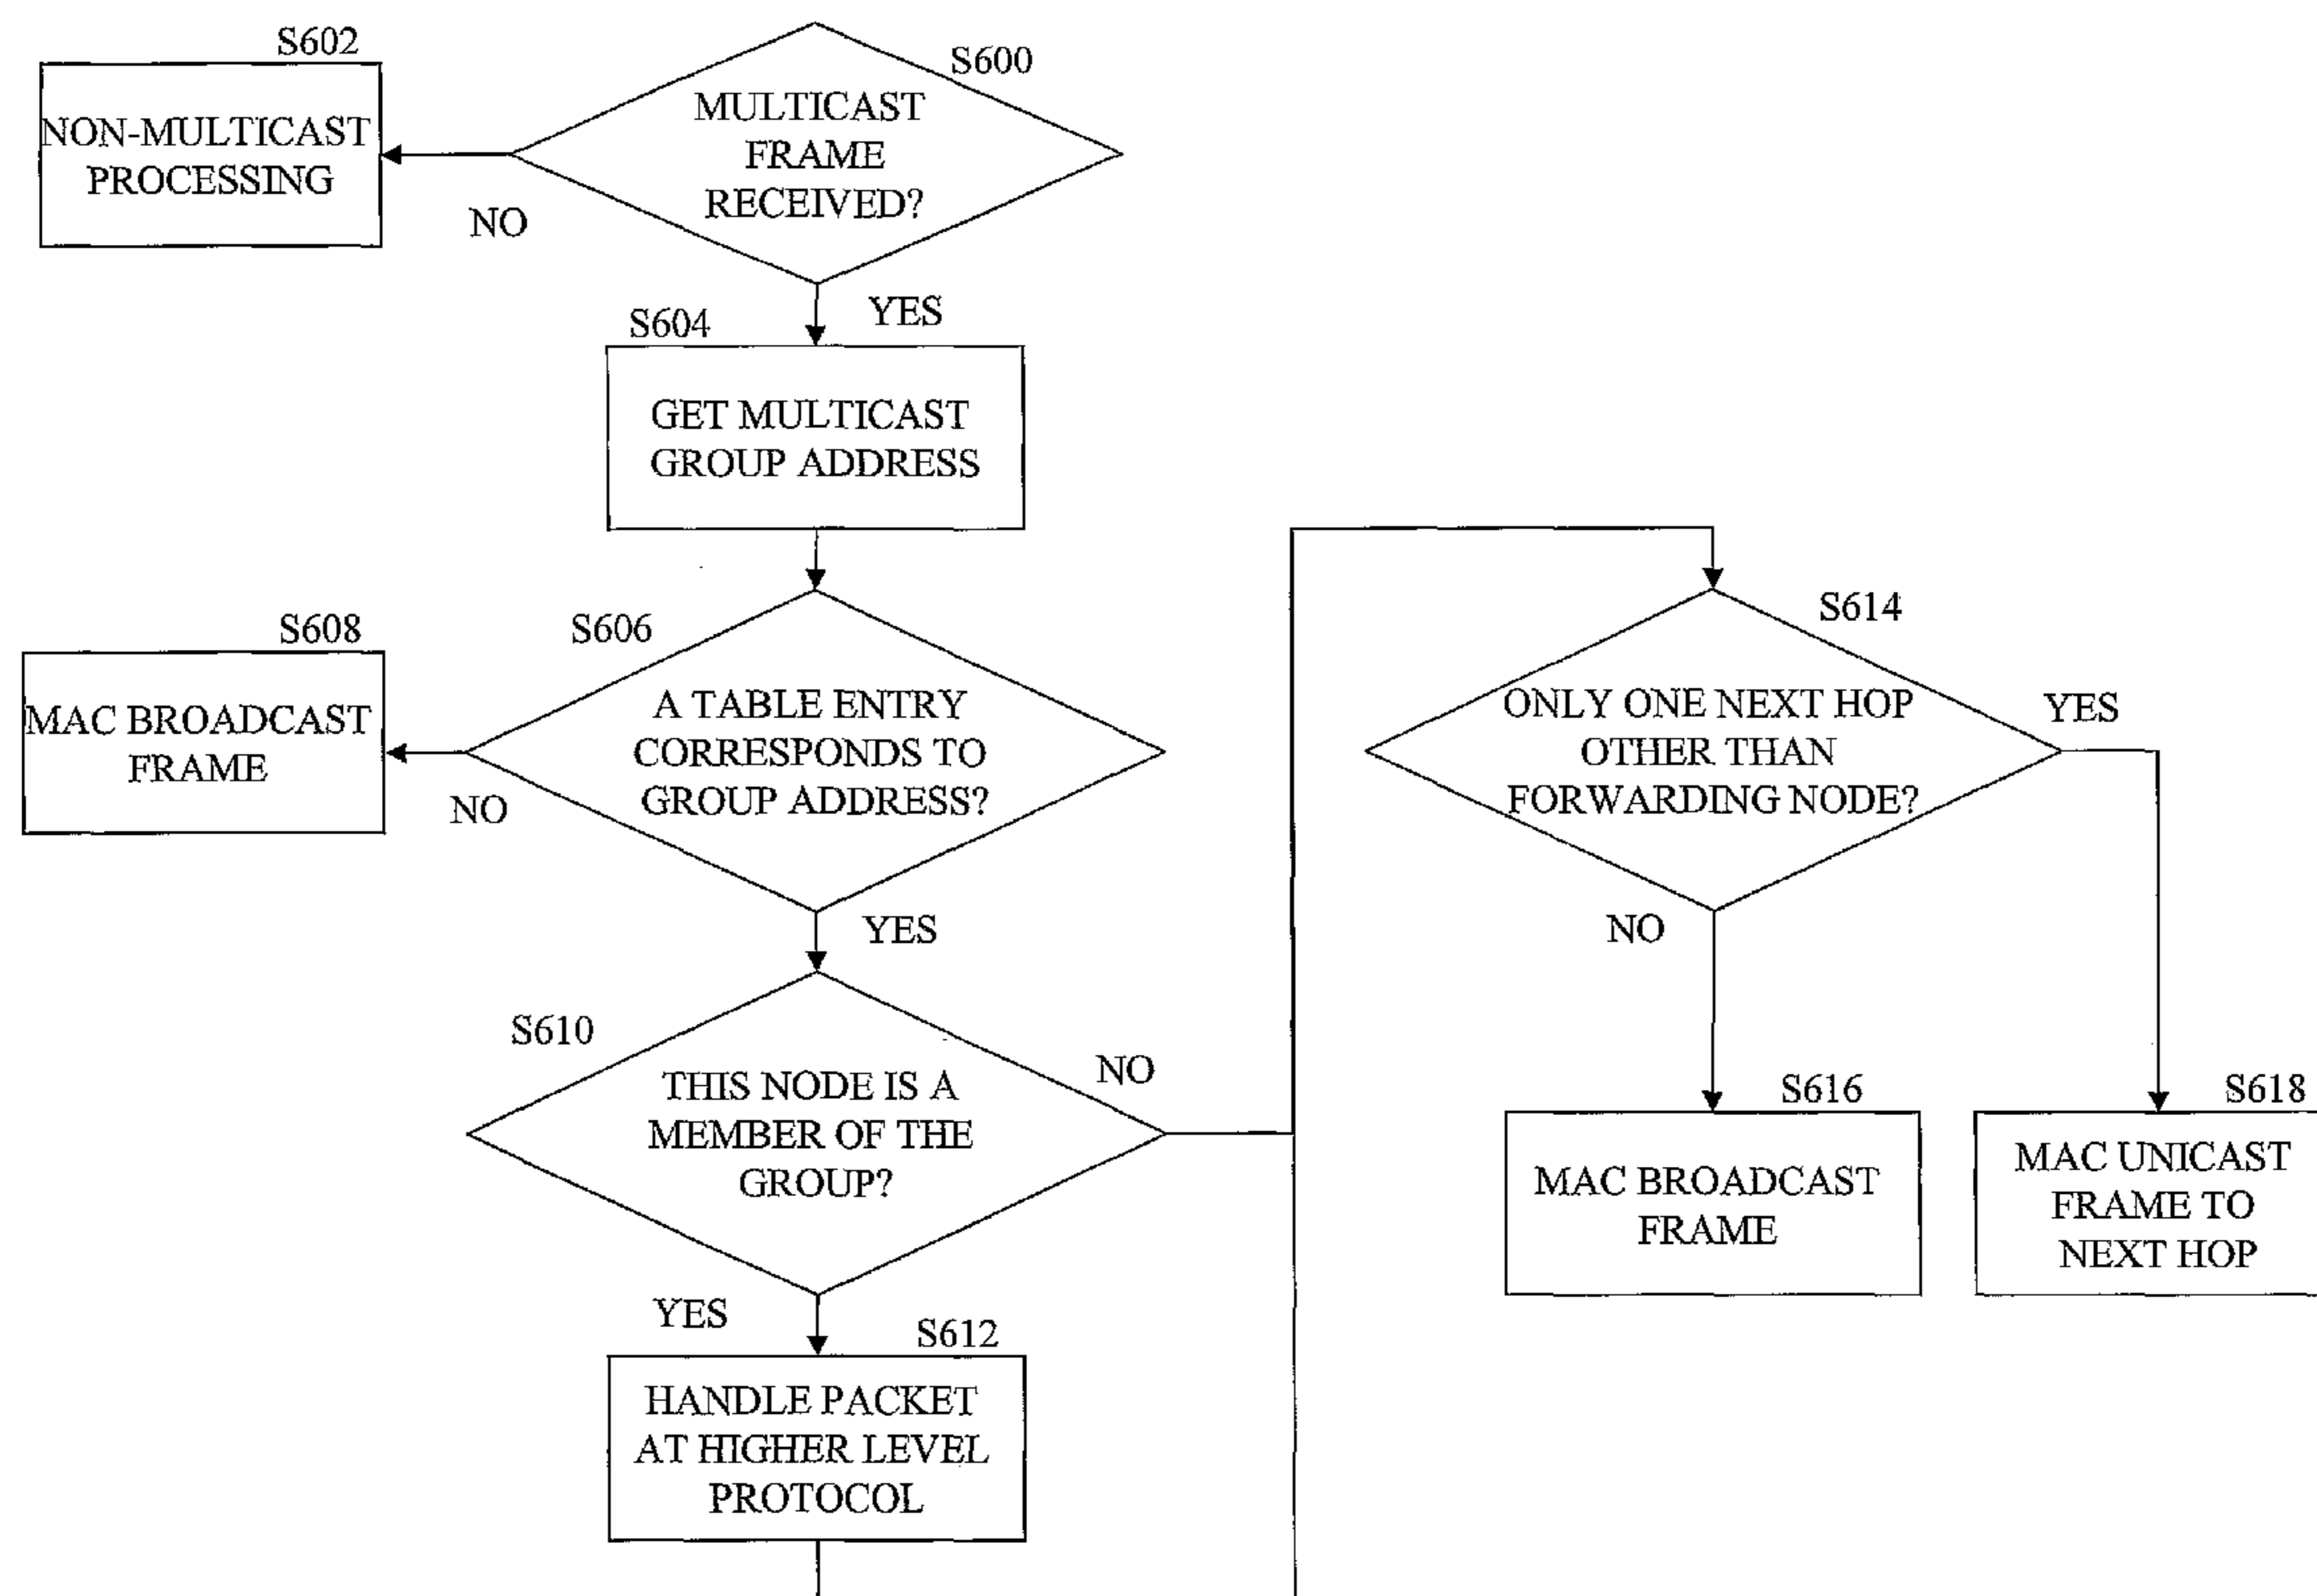 S602
NON-MULTICAST
PROCESSING
S600
MULTICAST
FRAME
RECEIVED?
NO
YES
S604
GET MULTICAST
GROUP ADDRESS
S608
MAC BROADCAST
FRAME
S606
A TABLE ENTRY
CORRESPONDS TO
GROUP ADDRESS?
NO
YES
S610
THIS NODE IS A
MEMBER OF THE
GROUP?
NO
YES
S612
HANDLE PACKET
AT HIGHER LEVEL
PROTOCOL
S614
ONLY ONE NEXT HOP
OTHER THAN
FORWARDING NODE?
YES
NO
S616
MAC BROADCAST
FRAME
S618
MAC UNICAST
FRAME TO
NEXT HOP